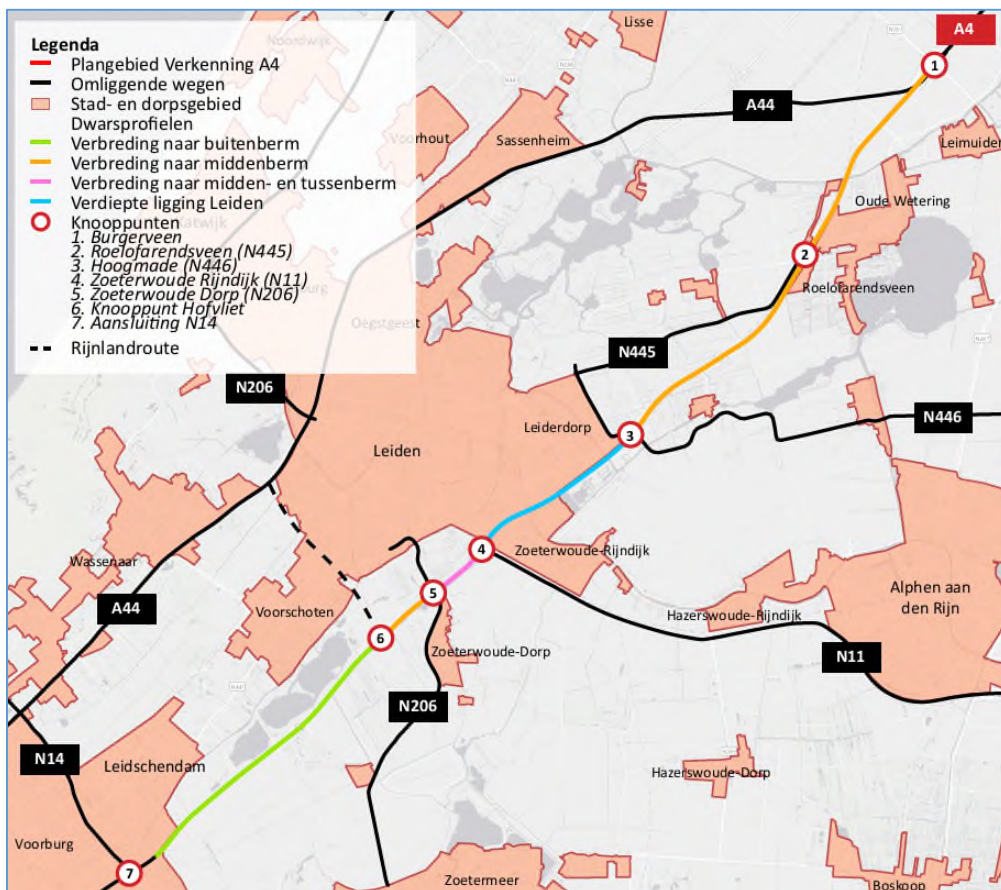 Legenda
Plangebied Verkenning A4
Omliggende wegen
Stad- en dorpsgebied
Dwarsprofielen
Verbreding naar buitenberm
Verbreding naar middenberm
Verbreding naar midden- en tussenberm
Verdiepte ligging Leiden
Knooppunten
1. Burgerveen
2. Roelofarendsveen (N445)
3. Hoogmade (N446)
4. Zoeterwoude Rijndijk (N11)
5. Zoeterwoude Dorp (N206)
6. Knooppunt Hofvliet
7. Aansluiting N14
Rijnlandroute
Noordwijk
Lisse
A4
1
A44
Voorhout
Sassenheim
Leimuiden
Katwijk
Oude Wetering
2
Roelofarendsveen
Oegstgeest
N445
N206
Leiderdorp
3
N446
Leiden
4
Zoeterwoude-Rijndijk
Wassenaar
5
Alphen aan
den Rijn
A44
Voorschoten
Hazerswoude-Rijndijk
6
Zoeterwoude-Dorp
N11
N206
N14
Leidschendam
Hazerswoude-Dorp
Voorburg
7
Zoetermeer
Boskoop